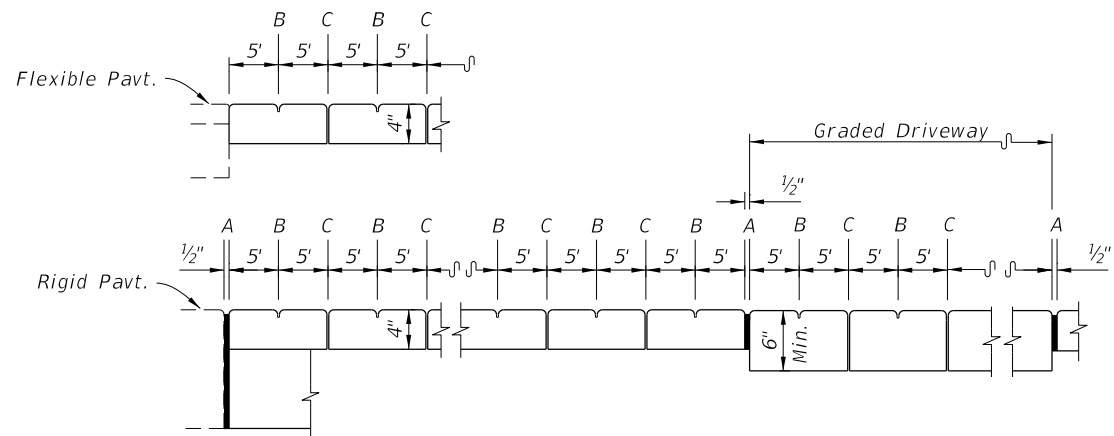 B C B C
5' 5' 5' 5'
Flexible Pavt.
4"
Graded Driveway
½"
A B C B C B C B C B A B C B C A
½" 5' 5' 5' 5' 5' 5' 5' 5' 5' 5' 5' 5' 5' ½"
Rigid Pavt.
4"
6" Min.